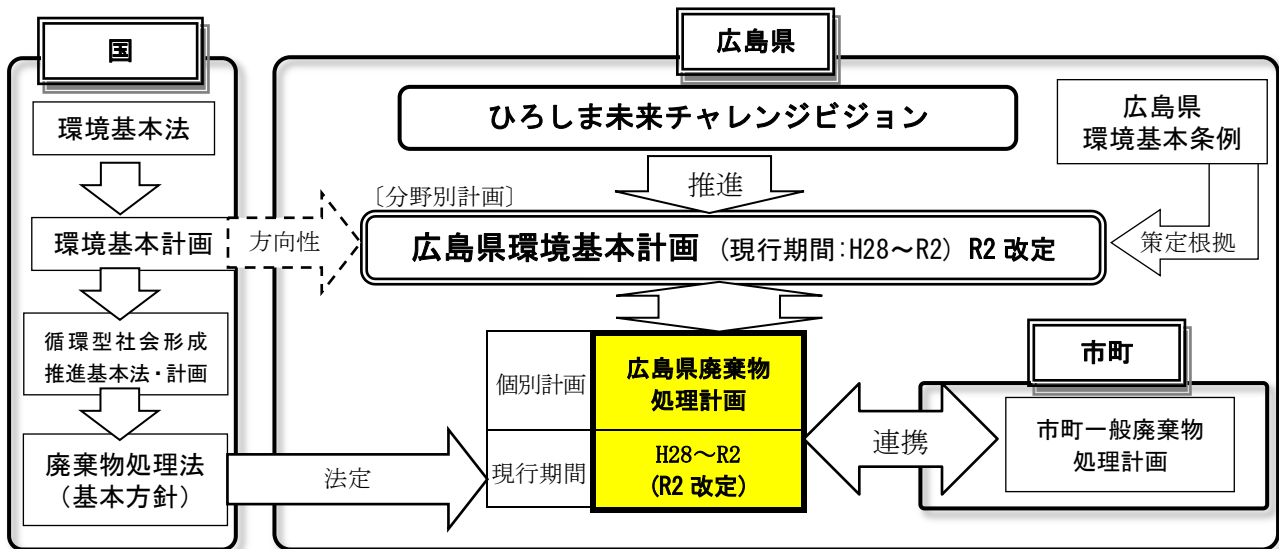 国
環境基本法
環境基本計画
循環型社会形成
推進基本法・計画
廃棄物処理法
（基本方針）
方向性
法定
広島県
ひろしま未来チャレンジビジョン
推進
広島県
環境基本条例
策定根拠
〔分野別計画〕
広島県環境基本計画 （現行期間：H28～R2） R2 改定
個別計画
広島県廃棄物
処理計画
現行期間
H28～R2
(R2 改定)
連携
市町
市町一般廃棄物
処理計画